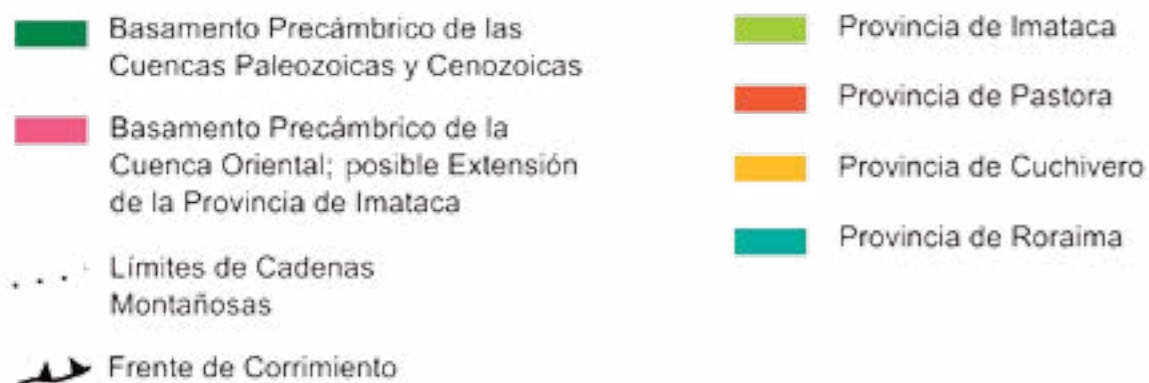 Basamento Precámbrico de las
Cuencas Paleozoicas y Cenozoicas
Basamento Precámbrico de la
Cuenca Oriental; posible Extensión
de la Provincia de Imataca
Límites de Cadenas
Montañosas
Frente de Corrimiento
Provincia de Imataca
Provincia de Pastora
Provincia de Cuchivero
Provincia de Roraima